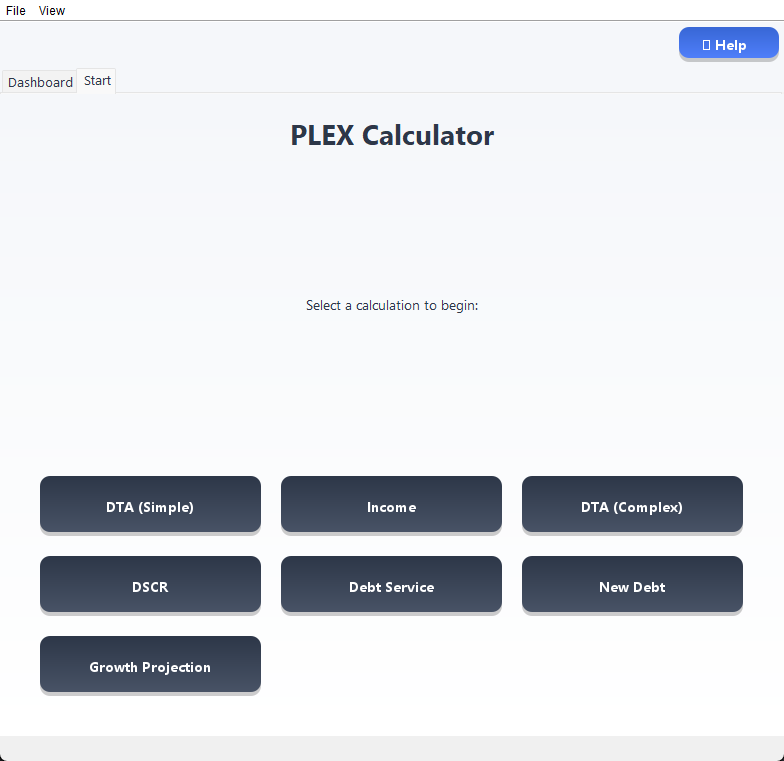 File View
Help
Dashboard Start
PLEX Calculator
Select a calculation to begin:
DTA (Simple) Income DTA (Complex)
DSCR Debt Service New Debt
Growth Projection